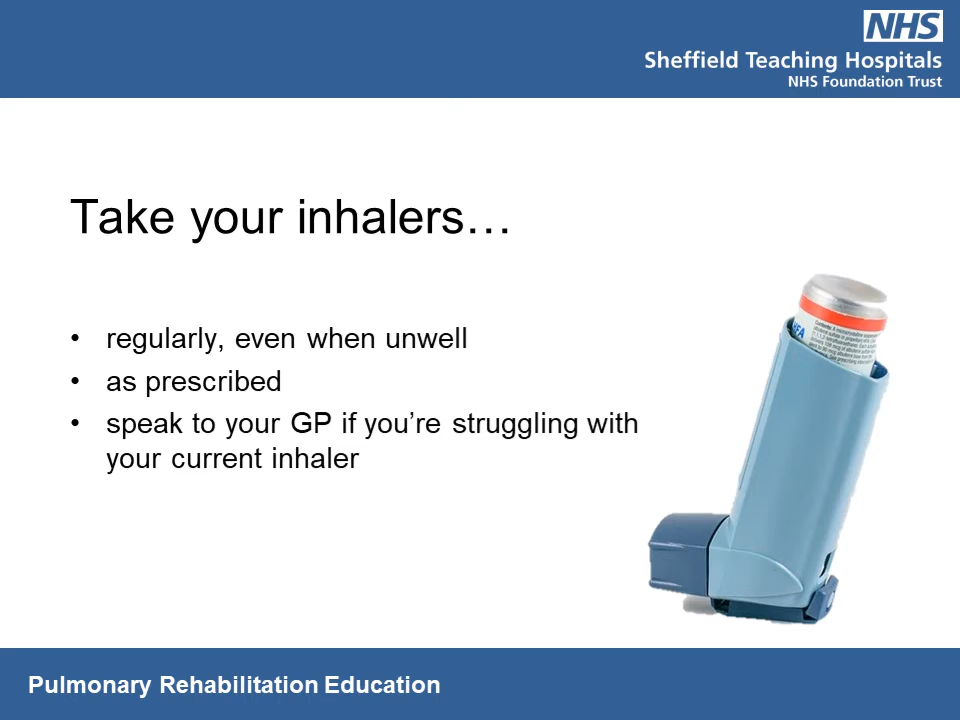 NHS
Sheffield Teaching Hospitals
NHS Foundation Trust
Take your inhalers…
• regularly, even when unwell
• as prescribed
• speak to your GP if you’re struggling with
your current inhaler
HFA
Pulmonary Rehabilitation Education